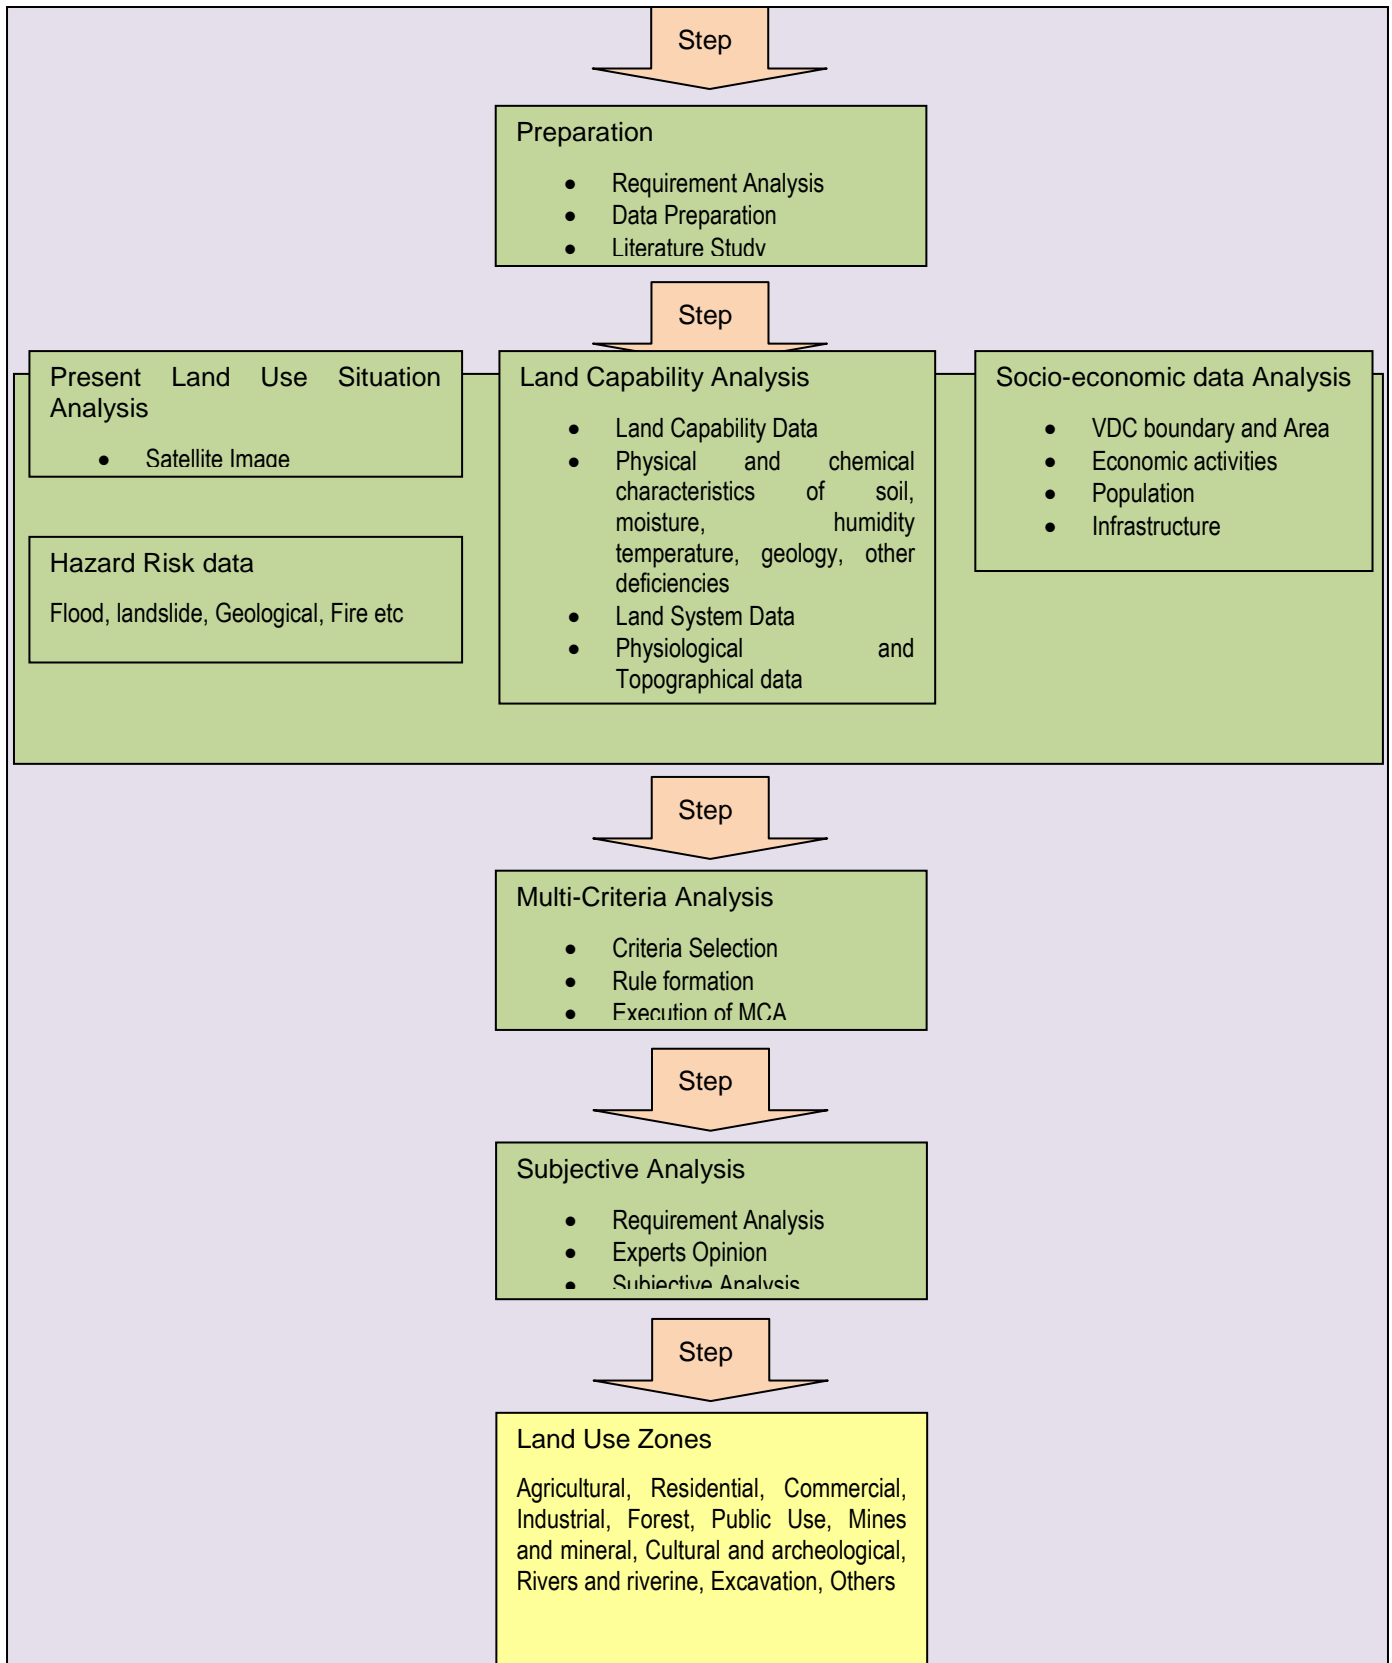 Step
Preparation
• Requirement Analysis
• Data Preparation
• Literature Study
Step
Present Land Use Situation
Analysis
• Satellite Image
Hazard Risk data
Flood, landslide, Geological, Fire etc
Land Capability Analysis
• Land Capability Data
• Physical and chemical
characteristics of soil,
moisture, humidity
temperature, geology, other
deficiencies
• Land System Data
• Physiological and
Topographical data
Socio-economic data Analysis
• VDC boundary and Area
• Economic activities
• Population
• Infrastructure
Step
Multi-Criteria Analysis
• Criteria Selection
• Rule formation
• Execution of MCA
Step
Subjective Analysis
• Requirement Analysis
• Experts Opinion
• Subjective Analysis
Step
Land Use Zones
Agricultural, Residential, Commercial,
Industrial, Forest, Public Use, Mines
and mineral, Cultural and archeological,
Rivers and riverine, Excavation, Others